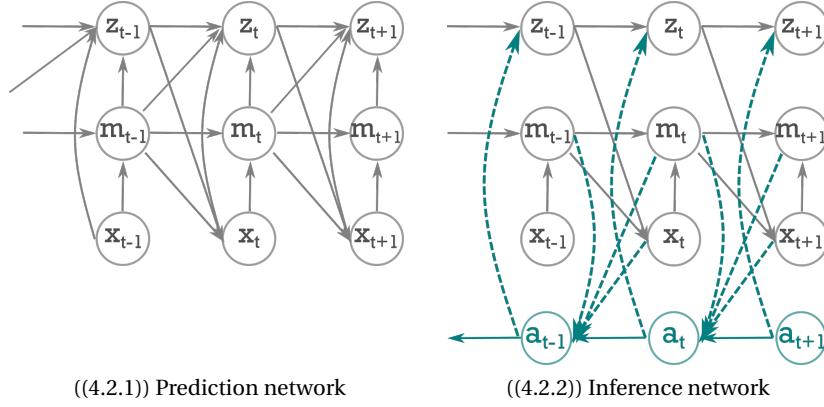 z_{t-1} z_t z_{t+1} z_{t-1} z_t z_{t+1}
m_{t-1} m_t m_{t+1} m_{t-1} m_t m_{t+1}
x_{t-1} x_t x_{t+1} x_{t-1} x_t x_{t+1}
a_{t-1} a_t a_{t+1}
((4.2.1)) Prediction network
((4.2.2)) Inference network